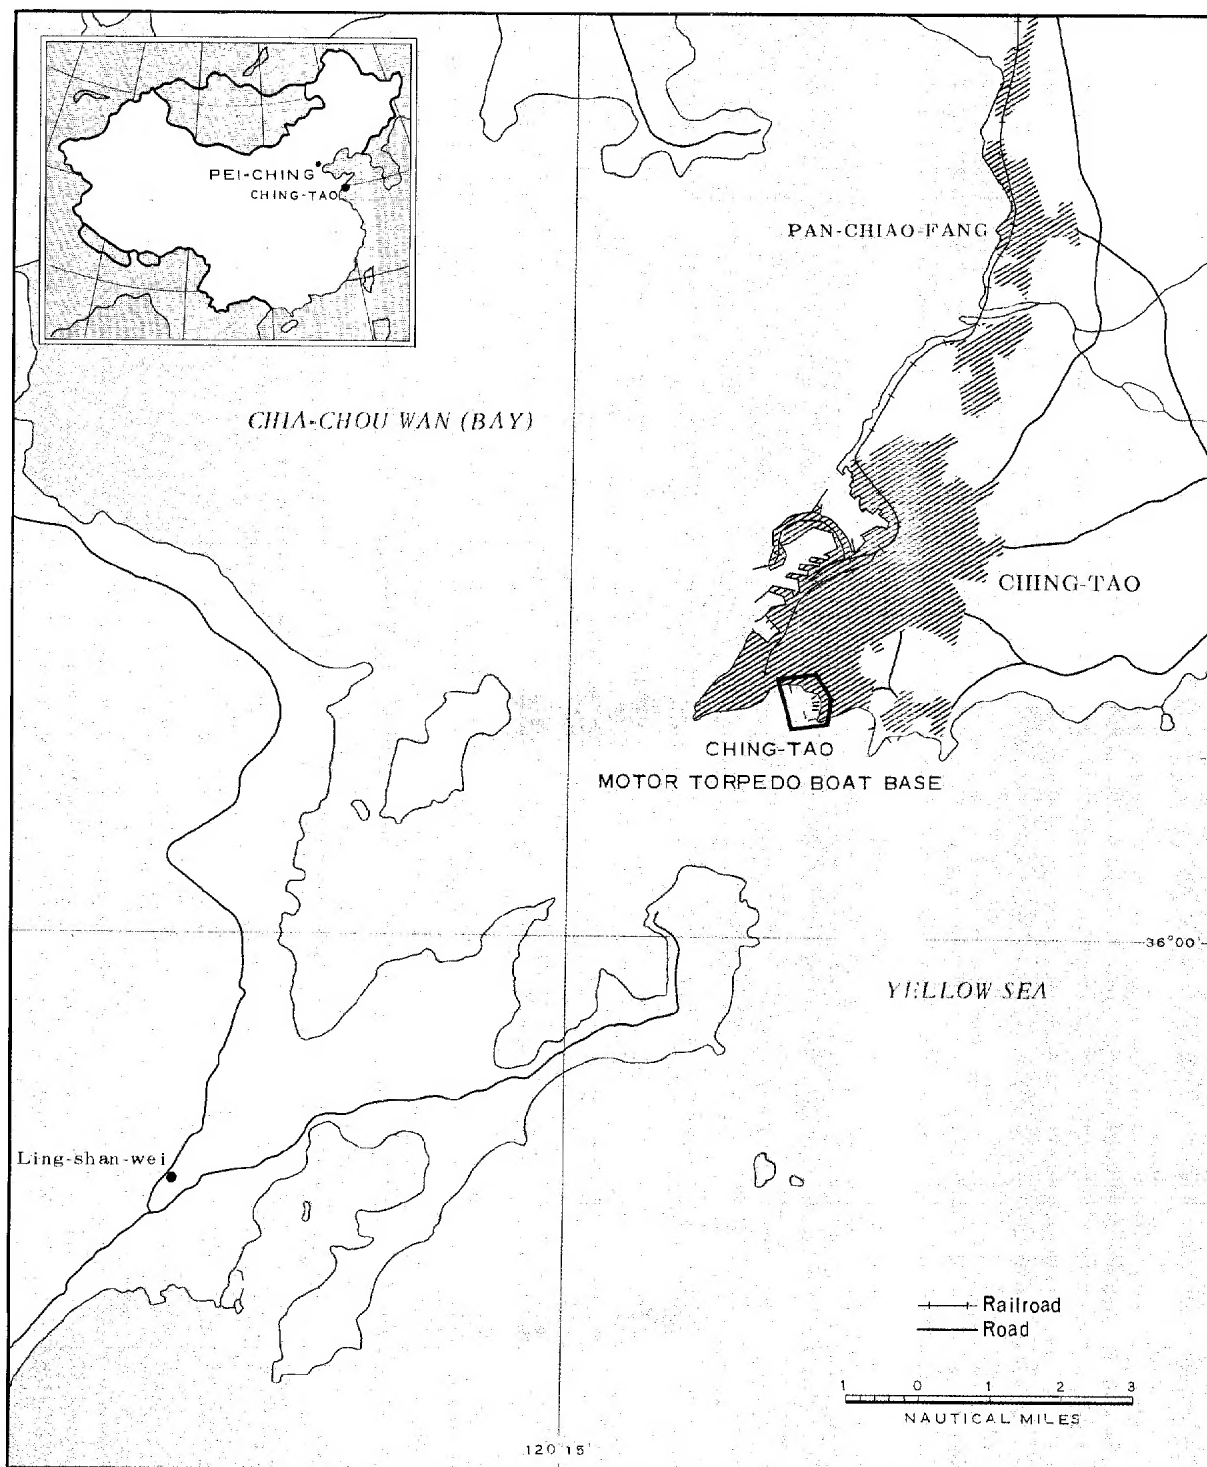 PEI-CHING
CHING-TAO
PAN-CHIAO-FANG
CHIA-CHOU WAN (BAY)
CHING-TAO
CHING-TAO
MOTOR TORPEDO BOAT BASE
36°00'
YELLOW SEA
Ling-shan-wei
Railroad
Road
1 0 1 2 3
NAUTICAL MILES
120°15'